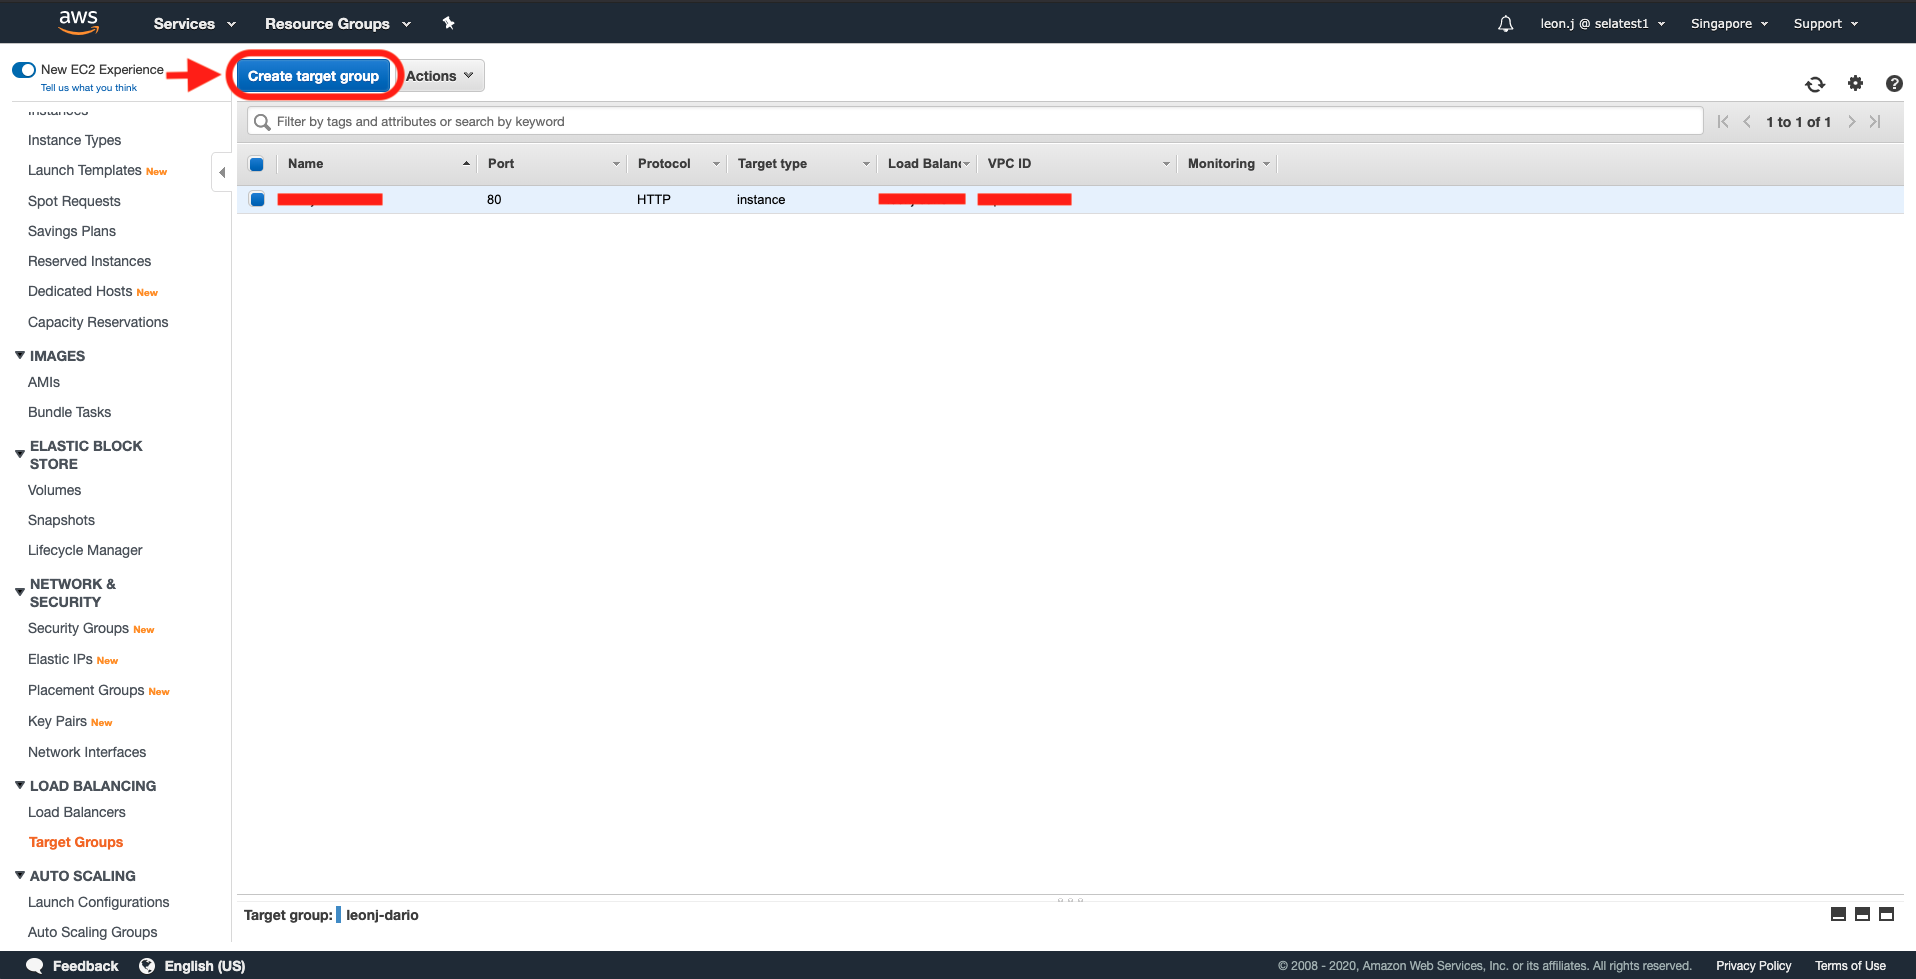 aws Services Resource Groups leon.j @ selatest1 Singapore Support
New EC2 Experience
Tell us what you think
Create target group Actions
Filter by tags and attributes or search by keyword
1 to 1 of 1
Name Port Protocol Target type Load Balanc VPC ID Monitoring
80 HTTP instance
Instances
Instance Types
Launch Templates New
Spot Requests
Savings Plans
Reserved Instances
Dedicated Hosts New
Capacity Reservations
IMAGES
AMIs
Bundle Tasks
ELASTIC BLOCK
STORE
Volumes
Snapshots
Lifecycle Manager
NETWORK &
SECURITY
Security Groups New
Elastic IPs New
Placement Groups New
Key Pairs New
Network Interfaces
LOAD BALANCING
Load Balancers
Target Groups
AUTO SCALING
Launch Configurations
Auto Scaling Groups
Target group: leonj-dario
Feedback English (US)
© 2008 - 2020, Amazon Web Services, Inc. or its affiliates. All rights reserved. Privacy Policy Terms of Use